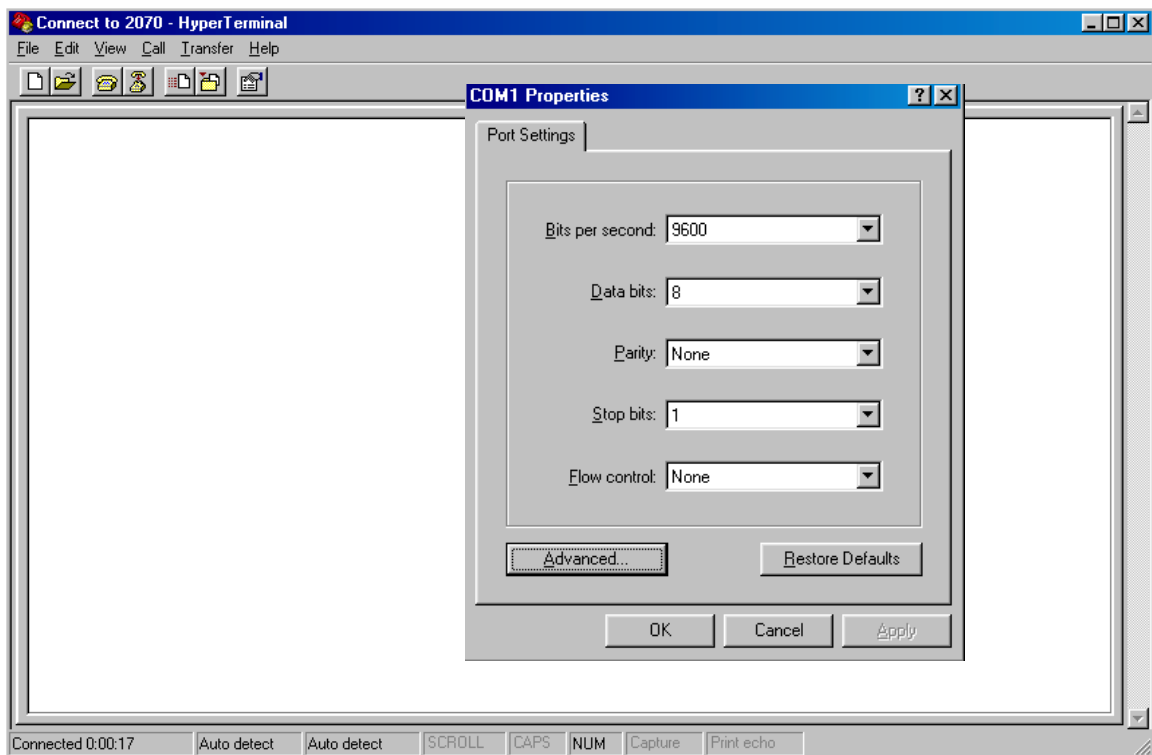 Connect to 2070 - HyperTerminal
File Edit View Call Transfer Help
COM1 Properties
Port Settings
Bits per second: 9600
Data bits: 8
Parity: None
Stop bits: 1
Flow control: None
Advanced... Restore Defaults
OK Cancel Apply
Connected 0:00:17 Auto detect Auto detect SCROLL CAPS NUM Capture Print echo